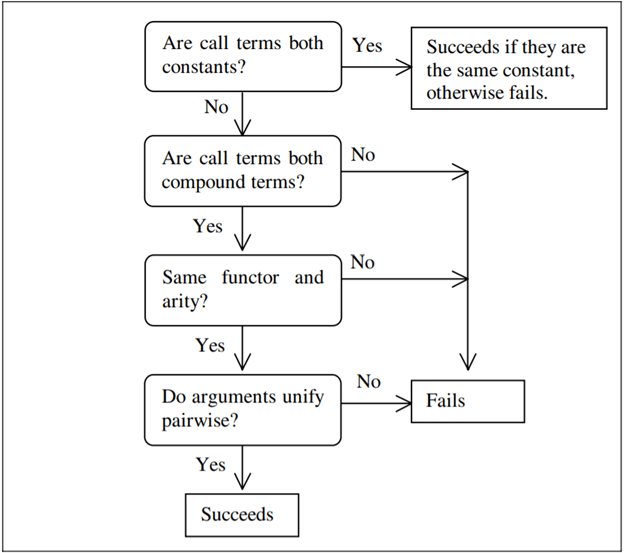 Are call terms both
constants?
Yes
Succeeds if they are
the same constant,
otherwise fails.
No
Are call terms both
compound terms?
No
Yes
Same functor and
arity?
No
Yes
Do arguments unify
pairwise?
No
Fails
Yes
Succeeds